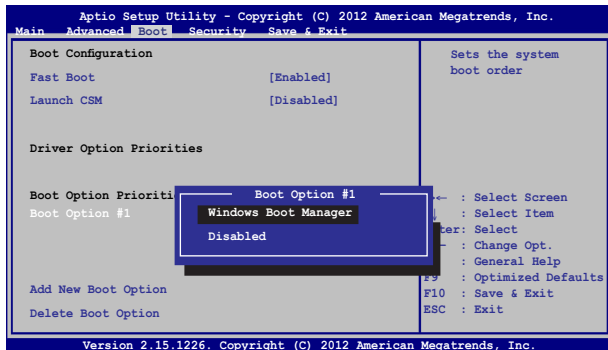 Aptio Setup Utility - Copyright (C) 2012 American Megatrends, Inc.
Main Advanced Boot Security Save & Exit
Boot Configuration
Fast Boot [Enabled]
Launch CSM [Disabled]
Driver Option Priorities
Boot Option Prioriti
Boot Option #1
Boot Option #1
Windows Boot Manager
Disabled
Add New Boot Option
Delete Boot Option
Sets the system
boot order
←: Select Screen
: Select Item
ter: Select
: Change Opt.
: General Help
F9 : Optimized Defaults
F10 : Save & Exit
ESC : Exit
Version 2.15.1226. Copyright (C) 2012 American Megatrends, Inc.